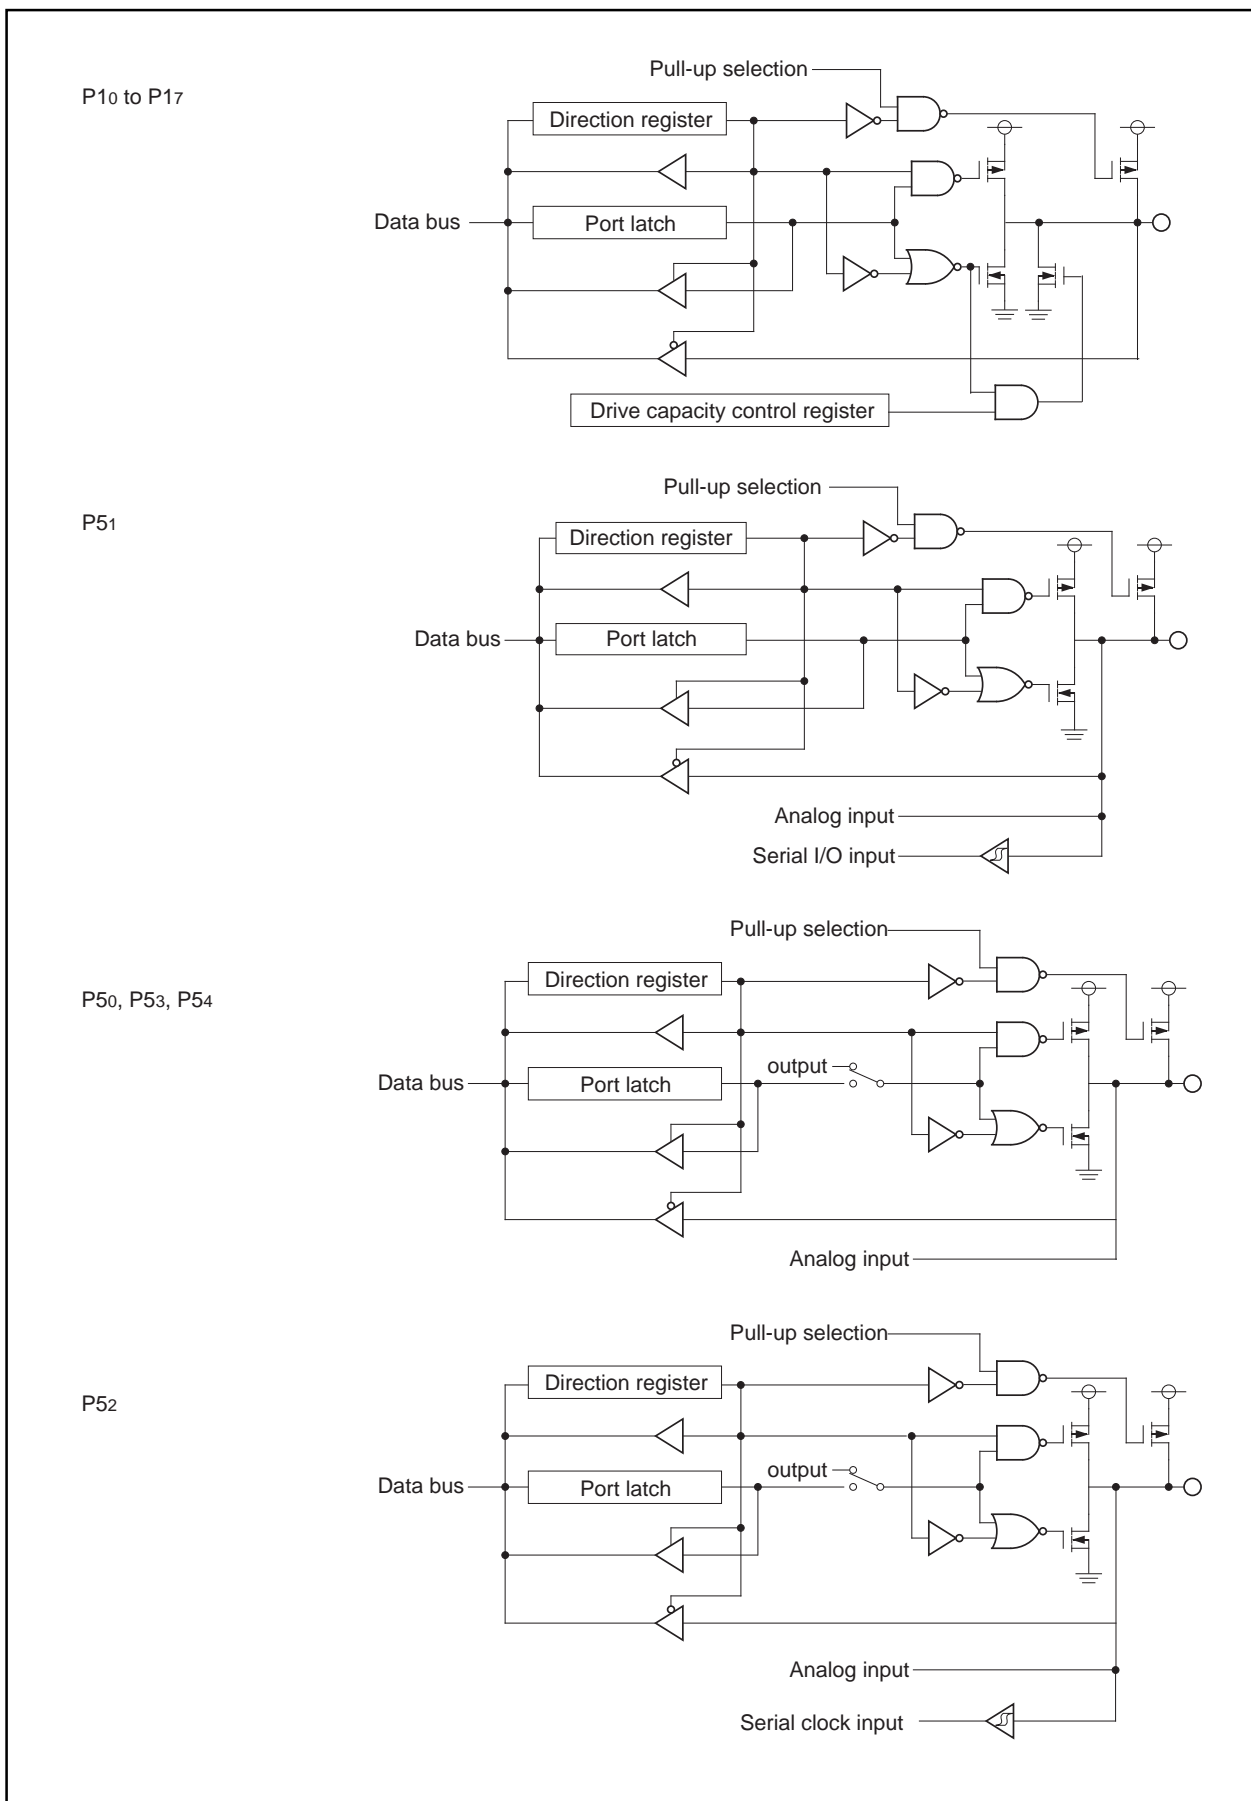 Pull-up selection
P10 to P17
Direction register
Data bus
Port latch
Drive capacity control register
Pull-up selection
P51
Direction register
Data bus
Port latch
Analog input
Serial I/O input
Pull-up selection
Direction register
P50, P53, P54
output
Data bus
Port latch
Analog input
Pull-up selection
Direction register
P52
output
Data bus
Port latch
Analog input
Serial clock input